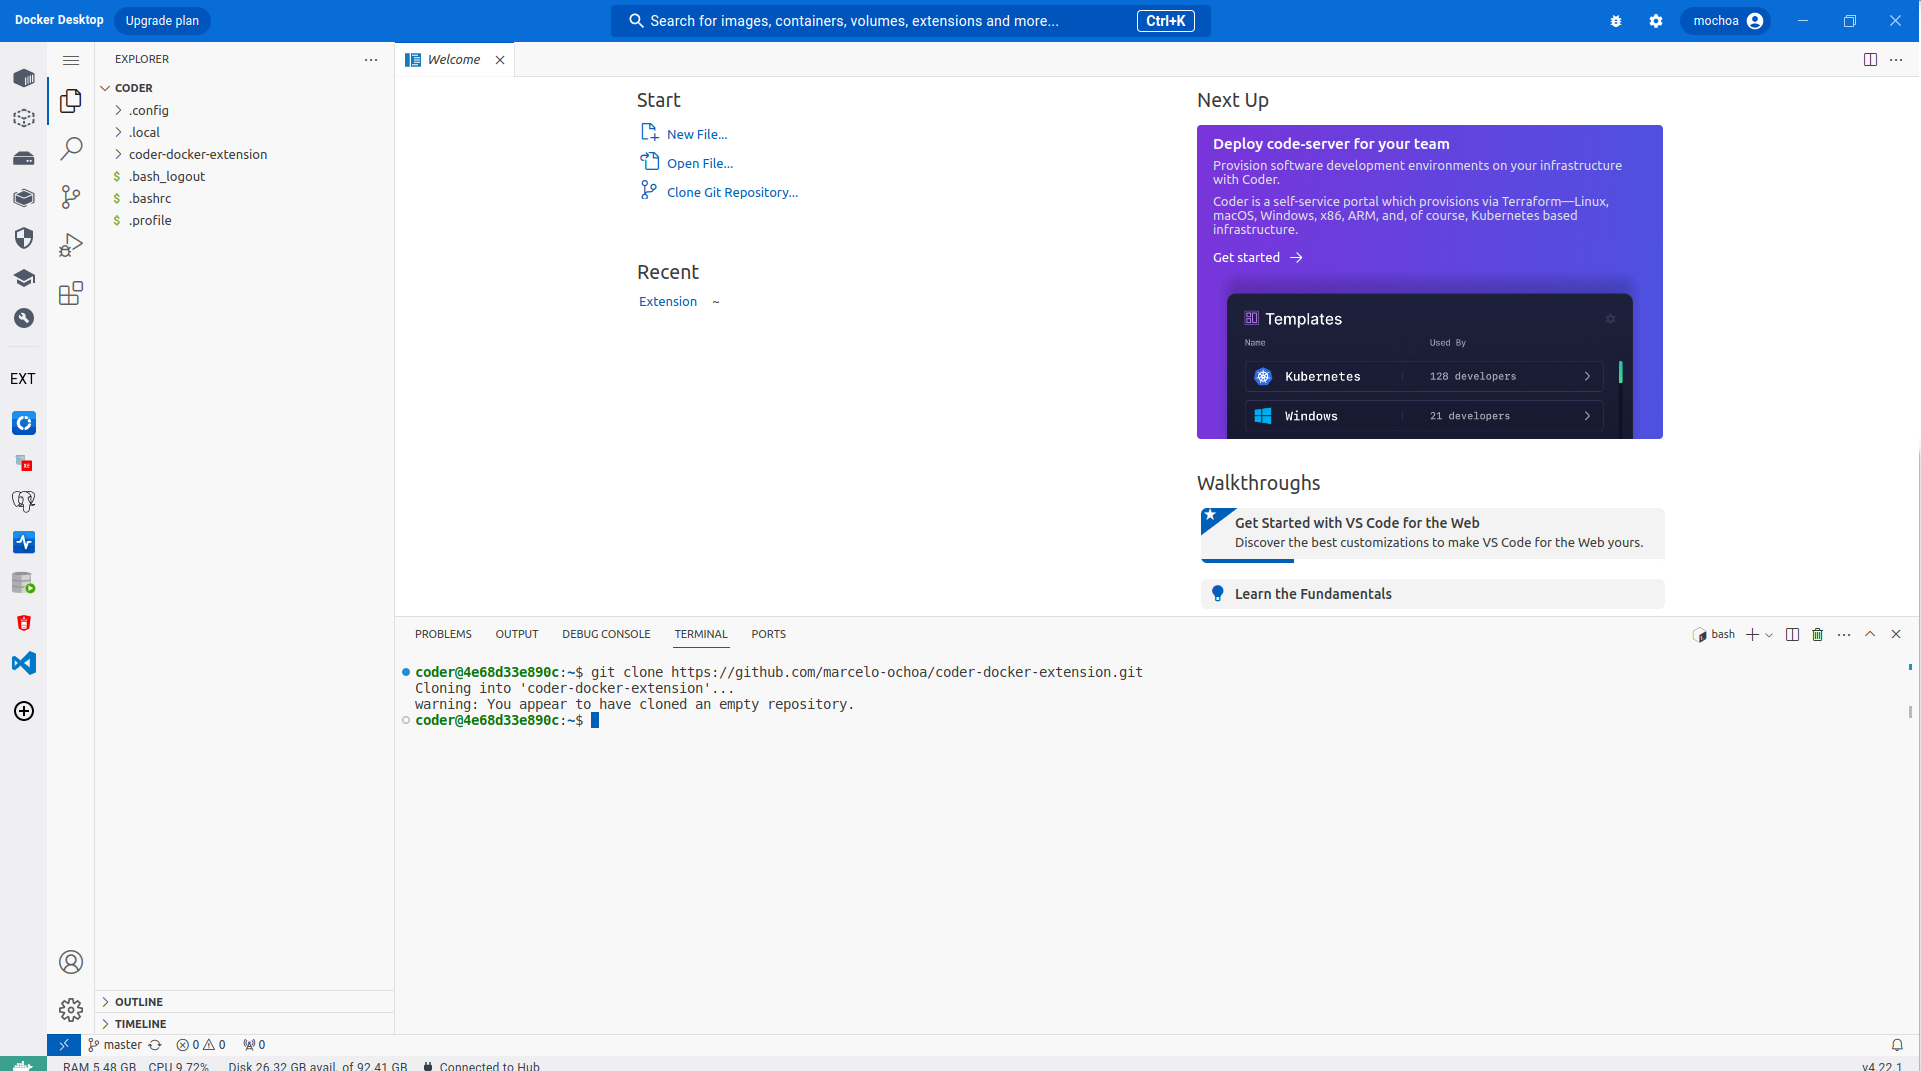 Docker Desktop
Upgrade plan
Search for images, containers, volumes, extensions and more...
Ctrl+K
mochoa
EXT
EXPLORER
CODER
.config
.local
coder-docker-extension
$ .bash_logout
$ .bashrc
$ .profile
OUTLINE
TIMELINE
Welcome
Start
New File...
Open File...
Clone Git Repository...
Recent
Extension ~
Next Up
Deploy code-server for your team
Provision software development environments on your infrastructure
with Coder.
Coder is a self-service portal which provisions via Terraform—Linux,
macOS, Windows, x86, ARM, and, of course, Kubernetes based
infrastructure.
Get started
Templates
Name Used By
Kubernetes 128 developers
Windows 21 developers
Walkthroughs
Get Started with VS Code for the Web
Discover the best customizations to make VS Code for the Web yours.
Learn the Fundamentals
PROBLEMS OUTPUT DEBUG CONSOLE TERMINAL PORTS
bash
coder@4e68d33e890c:~$ git clone https://github.com/marcelo-ochoa/coder-docker-extension.git
Cloning into 'coder-docker-extension'...
warning: You appear to have cloned an empty repository.
coder@4e68d33e890c:~$
master 0 0 0
RAM 5.48 GB CPU 9.72% Disk 26.32 GB avail. of 92.41 GB Connected to Hub
v4.22.1